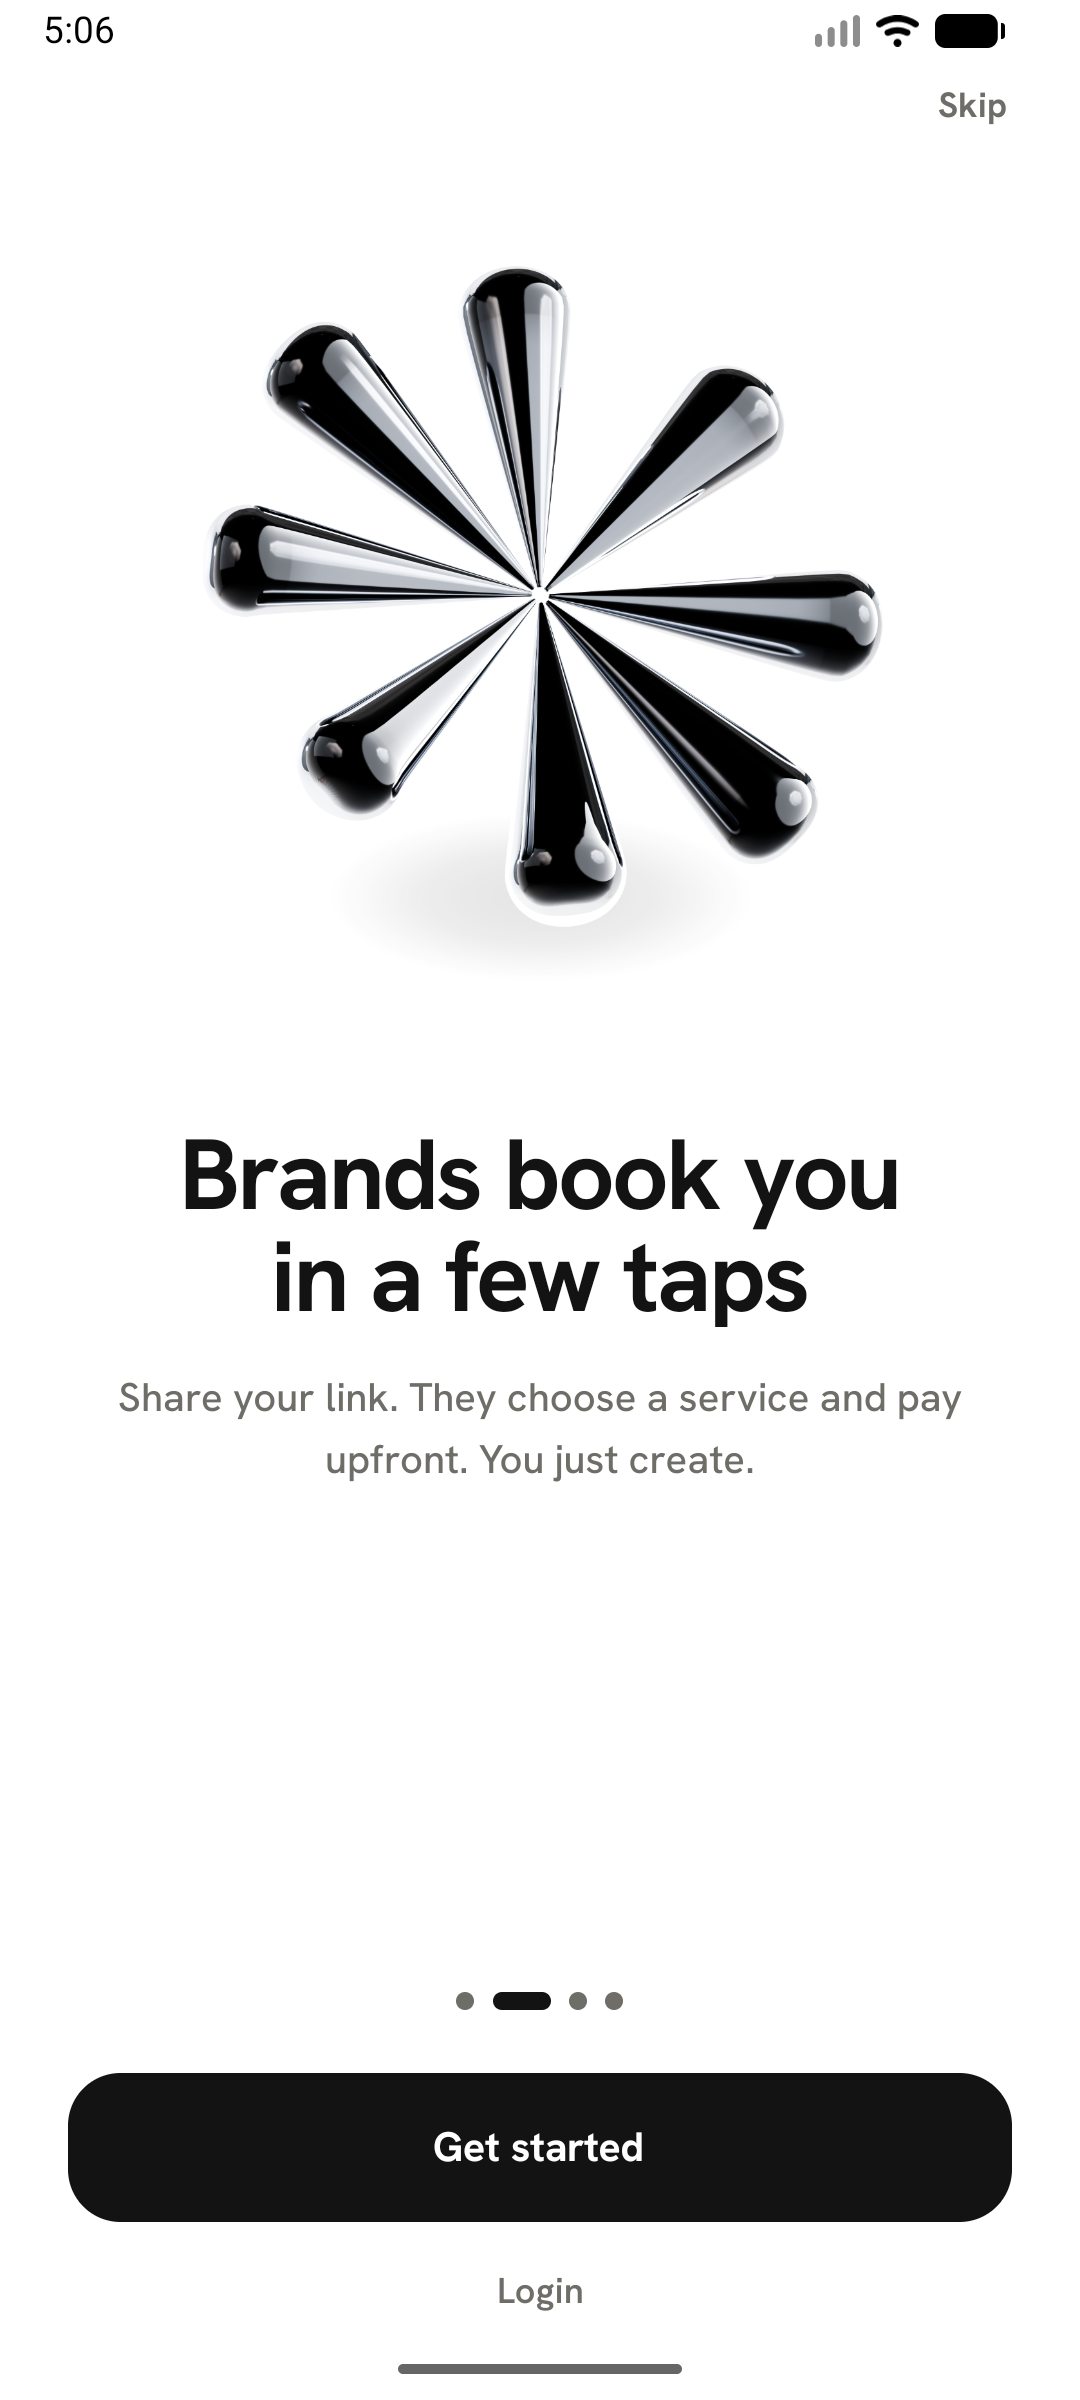 5:06
Skip
Brands book you
in a few taps
Share your link. They choose a service and pay
upfront. You just create.
Get started
Login